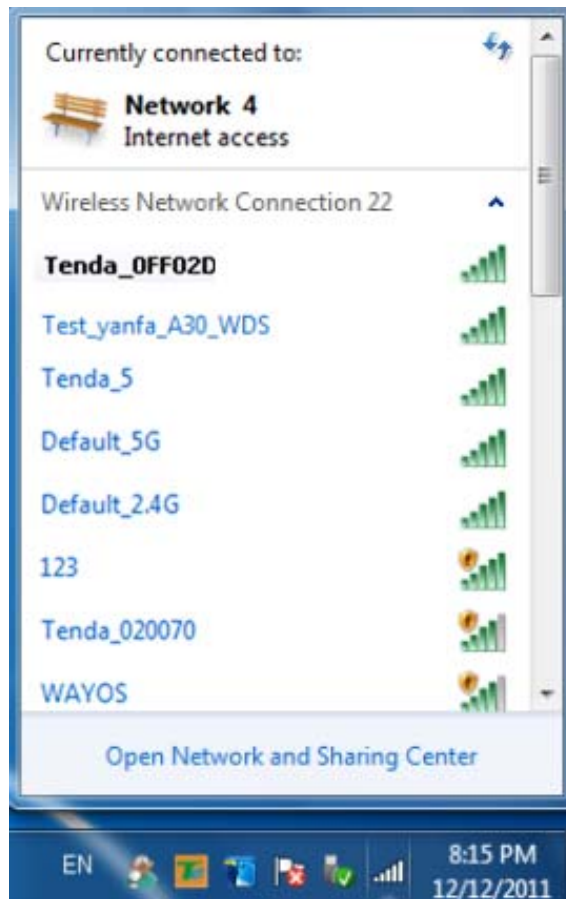 Currently connected to:
Network 4
Internet access
Wireless Network Connection 22
Tenda_0FF02D
Test_yanfa_A30_WDS
Tenda_5
Default_5G
Default_2.4G
123
Tenda_020070
WAYOS
Open Network and Sharing Center
EN
8:15 PM
12/12/2011